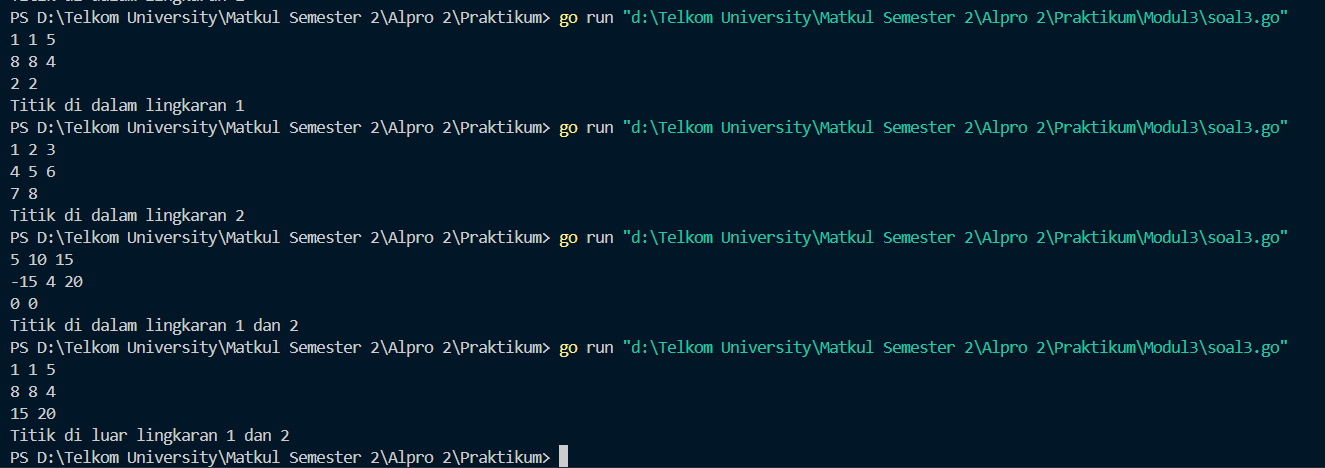 Titik di dalam lingkaran 2
PS D:\Telkom University\Matkul Semester 2\Alpro 2\Praktikum> go run "d:\Telkom University\Matkul Semester 2\Alpro 2\Praktikum\Modul3\soal3.go"
1 1 5
8 8 4
2 2
Titik di dalam lingkaran 1
PS D:\Telkom University\Matkul Semester 2\Alpro 2\Praktikum> go run "d:\Telkom University\Matkul Semester 2\Alpro 2\Praktikum\Modul3\soal3.go"
1 2 3
4 5 6
7 8
Titik di dalam lingkaran 2
PS D:\Telkom University\Matkul Semester 2\Alpro 2\Praktikum> go run "d:\Telkom University\Matkul Semester 2\Alpro 2\Praktikum\Modul3\soal3.go"
5 10 15
-15 4 20
0 0
Titik di dalam lingkaran 1 dan 2
PS D:\Telkom University\Matkul Semester 2\Alpro 2\Praktikum> go run "d:\Telkom University\Matkul Semester 2\Alpro 2\Praktikum\Modul3\soal3.go"
1 1 5
8 8 4
15 20
Titik di luar lingkaran 1 dan 2
PS D:\Telkom University\Matkul Semester 2\Alpro 2\Praktikum>